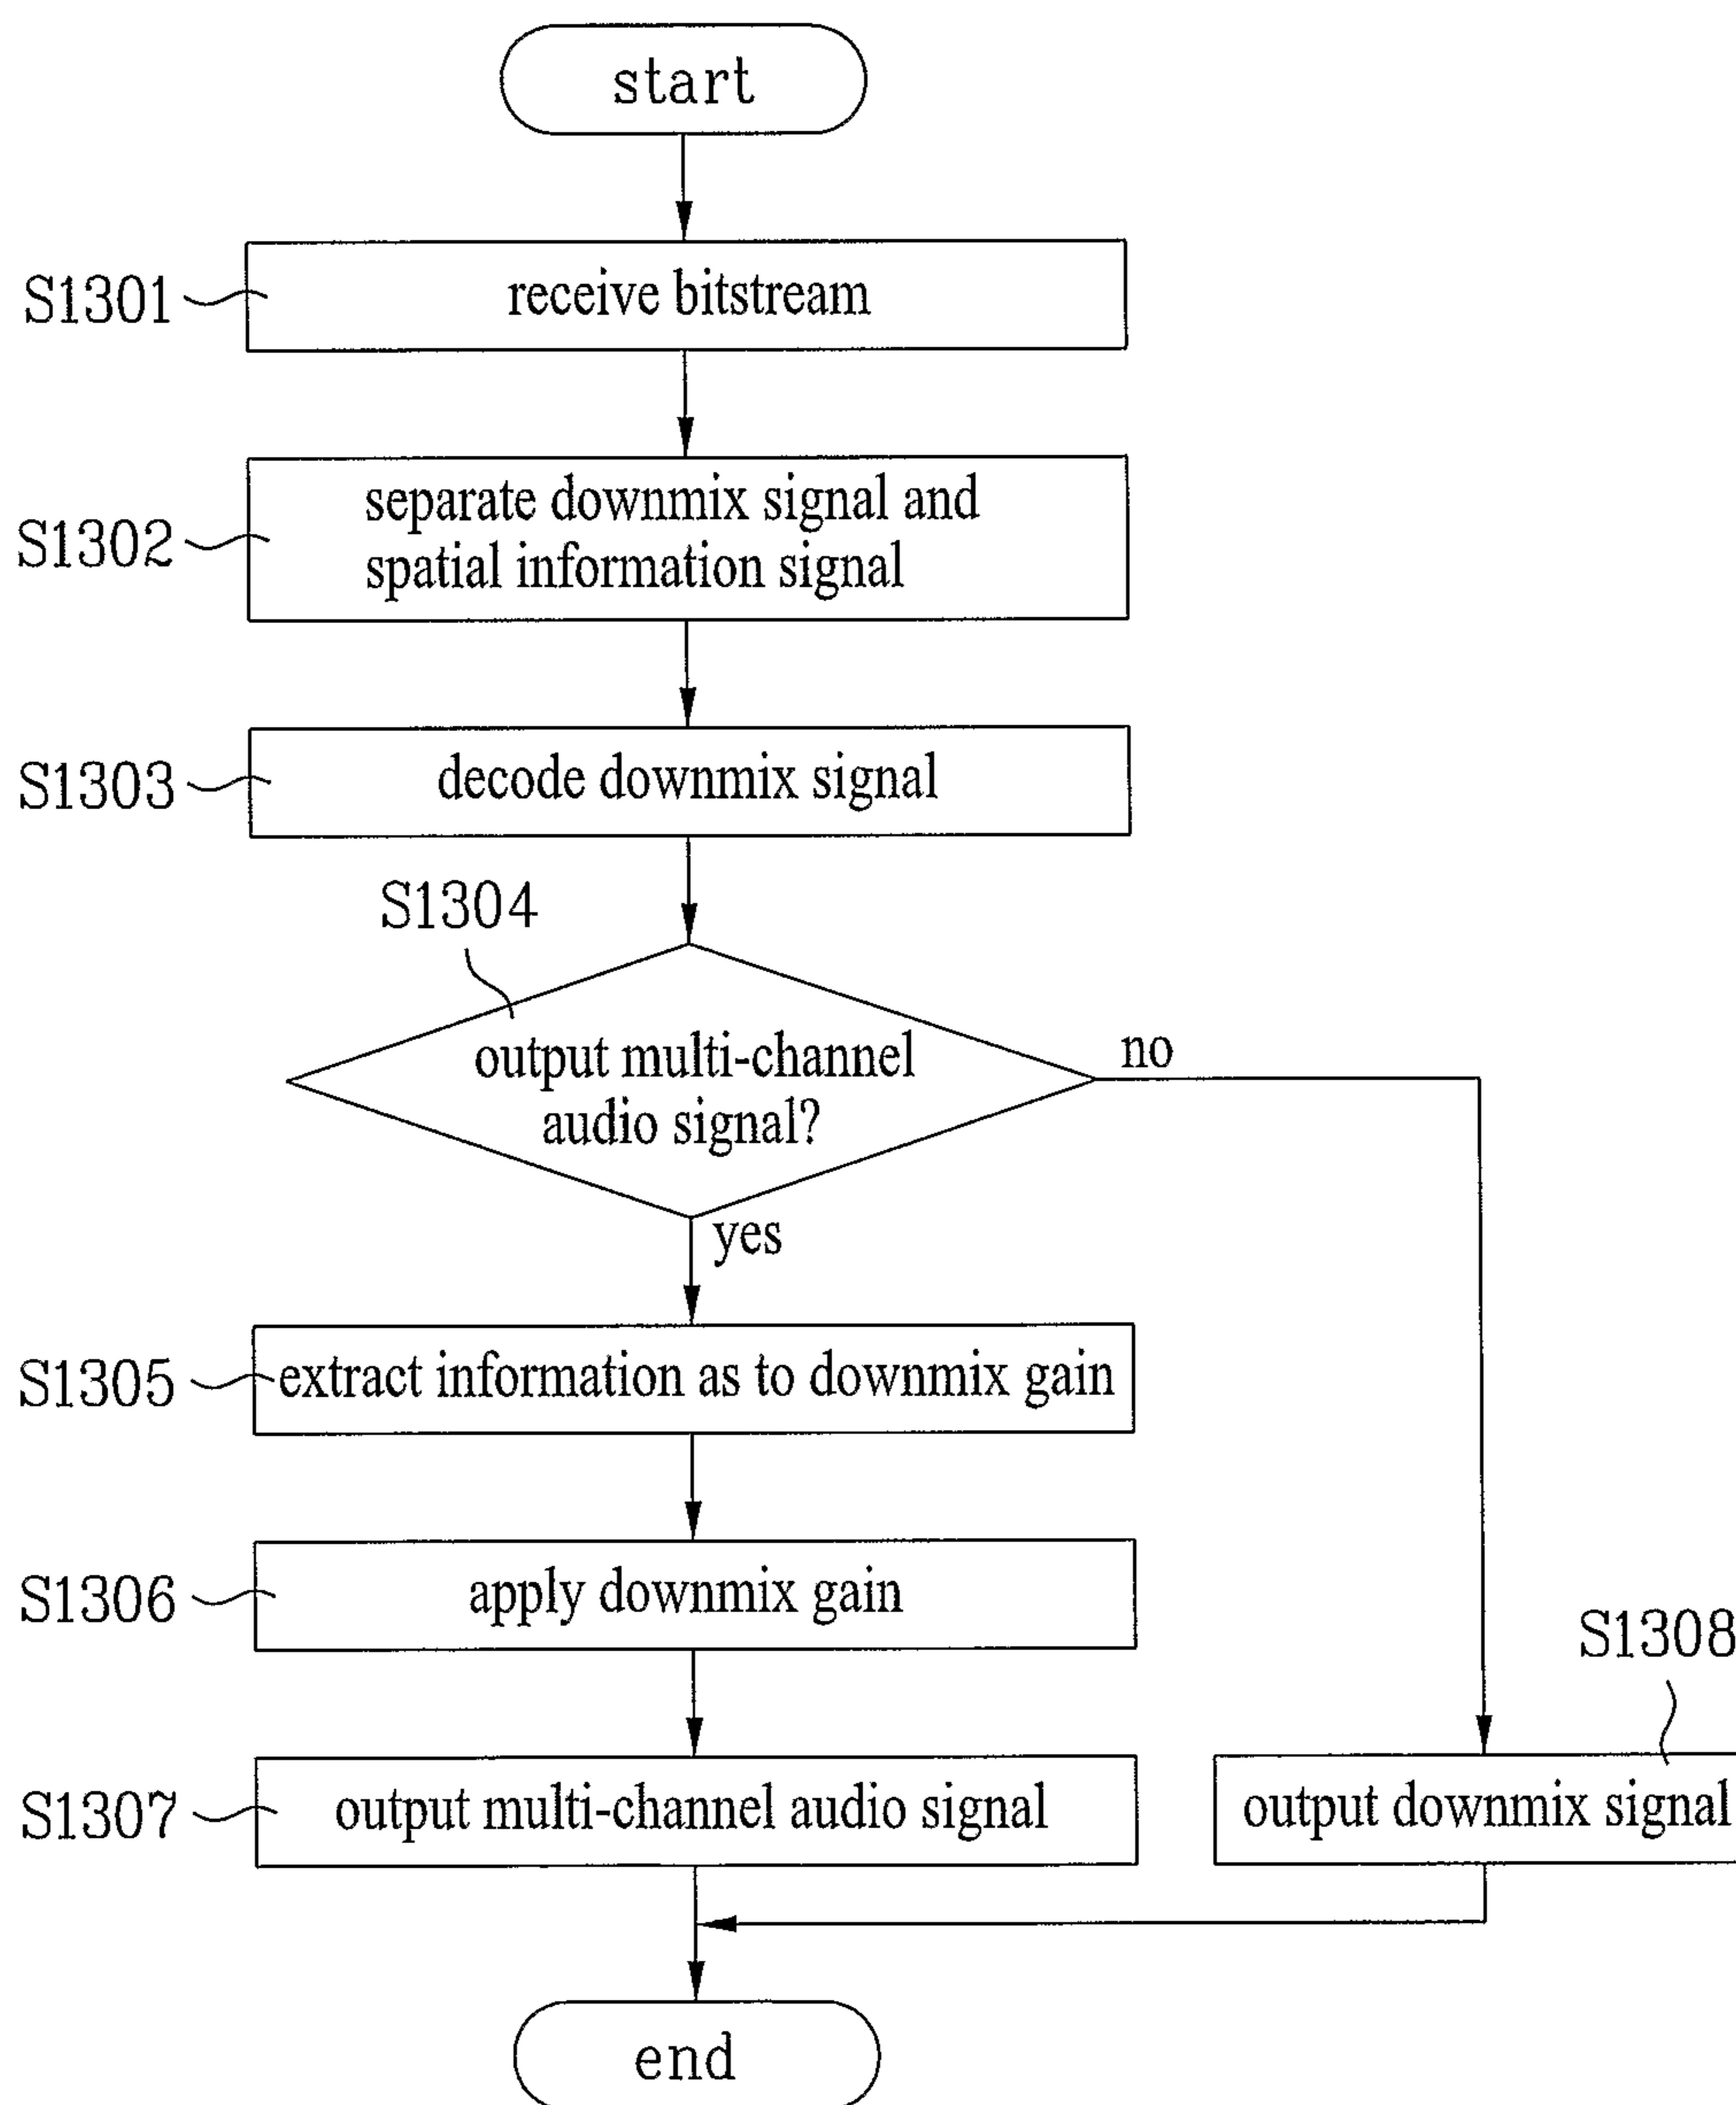 start
S1301
receive bitstream
S1302
separate downmix signal and
spatial information signal
S1303
decode downmix signal
S1304
output multi-channel
audio signal?
no
yes
S1305
extract information as to downmix gain
S1306
apply downmix gain
S1308
S1307
output multi-channel audio signal
output downmix signal
end